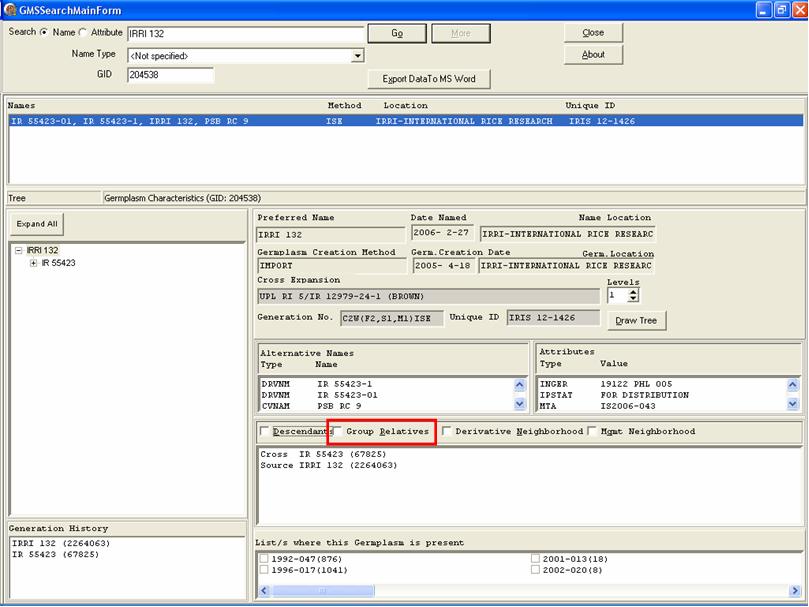 GMSSearchMainForm
Search Name Attribute IRRI 132 Go More Close
Name Type <Not specified> About
GID 204538 Export DataTo MS Word
Names Method Location Unique ID
IR 55423-01, IR 55423-1, IRRI 132, PSB RC 9 ISE IRRI-INTERNATIONAL RICE RESEARCH IRIS 12-1426
Tree Germplasm Characteristics (GID: 204538)
Expand All
IRRI 132
IR 55423
Generation History
IRRI 132 (2264063)
IR 55423 (67825)
Preferred Name Date Named Name Location
IRRI 132 2006- 2-27 IRRI-INTERNATIONAL RICE RESEARC
Germplasm Creation Method Germ.Creation Date Germ.Location
IMPORT 2005- 4-18 IRRI-INTERNATIONAL RICE RESEARC
Cross Expansion Levels
UPL RI 5/IR 12979-24-1 (BROWN) 1
Generation No. C2W(F2,S1,M1)ISE Unique ID IRIS 12-1426 Draw Tree
Alternative Names
Type Name
DRVNM IR 55423-1
DRVNM IR 55423-01
CVNAM PSB RC 9
Attributes
Type Value
INGER 19122 PHL 005
IPSTAT FOR DISTRIBUTION
MTA IS2006-043
Descendants Group Relatives Derivative Neighborhood Mgmt Neighborhood
Cross IR 55423 (67825)
Source IRRI 132 (2264063)
List/s where this Germplasm is present
1992-047(876) 2001-013(18)
1996-017(1041) 2002-020(8)